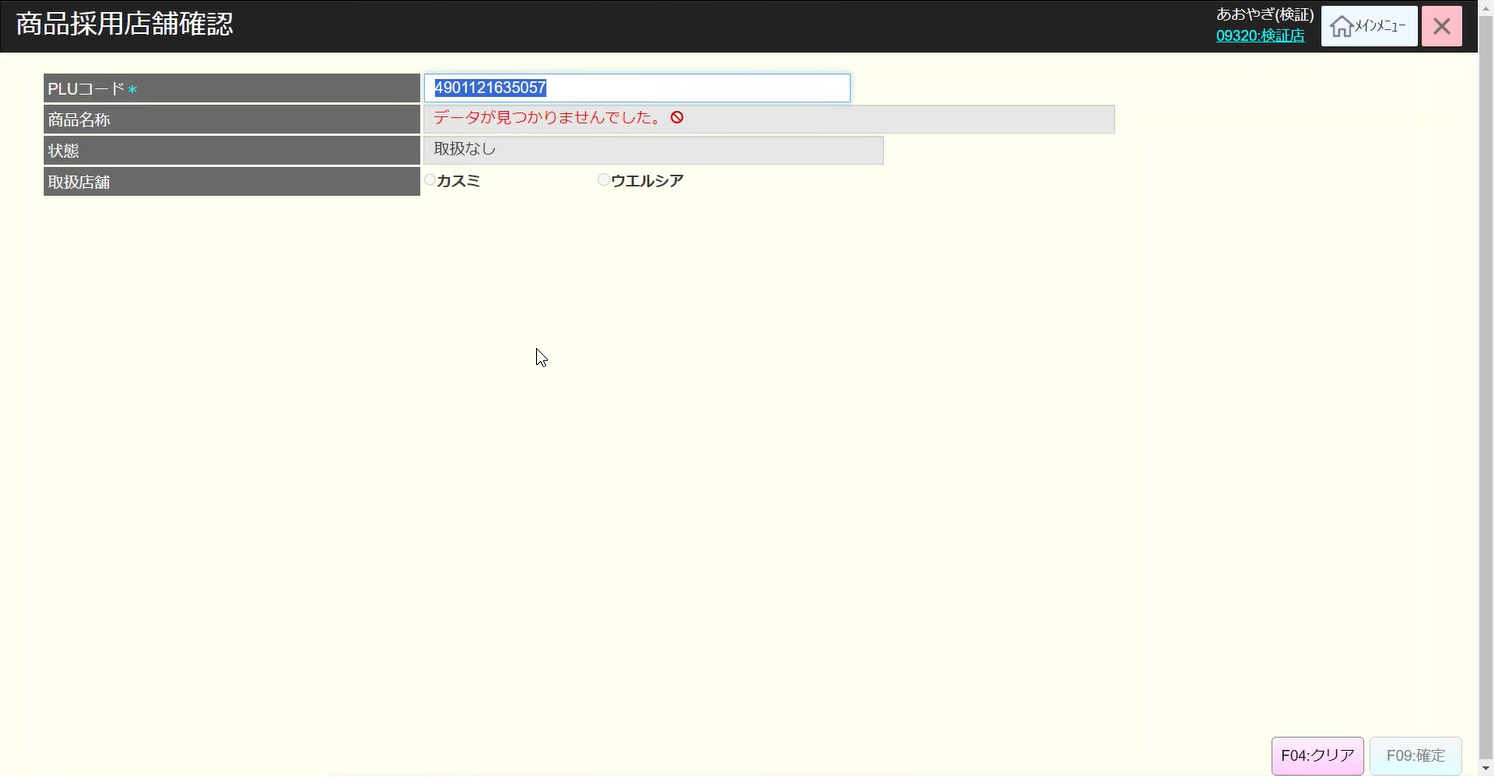 商品採用店舗確認
あおやぎ(検証)
09320:検証店
ﾒｲﾝﾒﾆｭｰ
PLUコード*
4901121635057
商品名称
データが見つかりませんでした。
状態
取扱なし
取扱店舗
カスミ
ウエルシア
F04:クリア
F09:確定